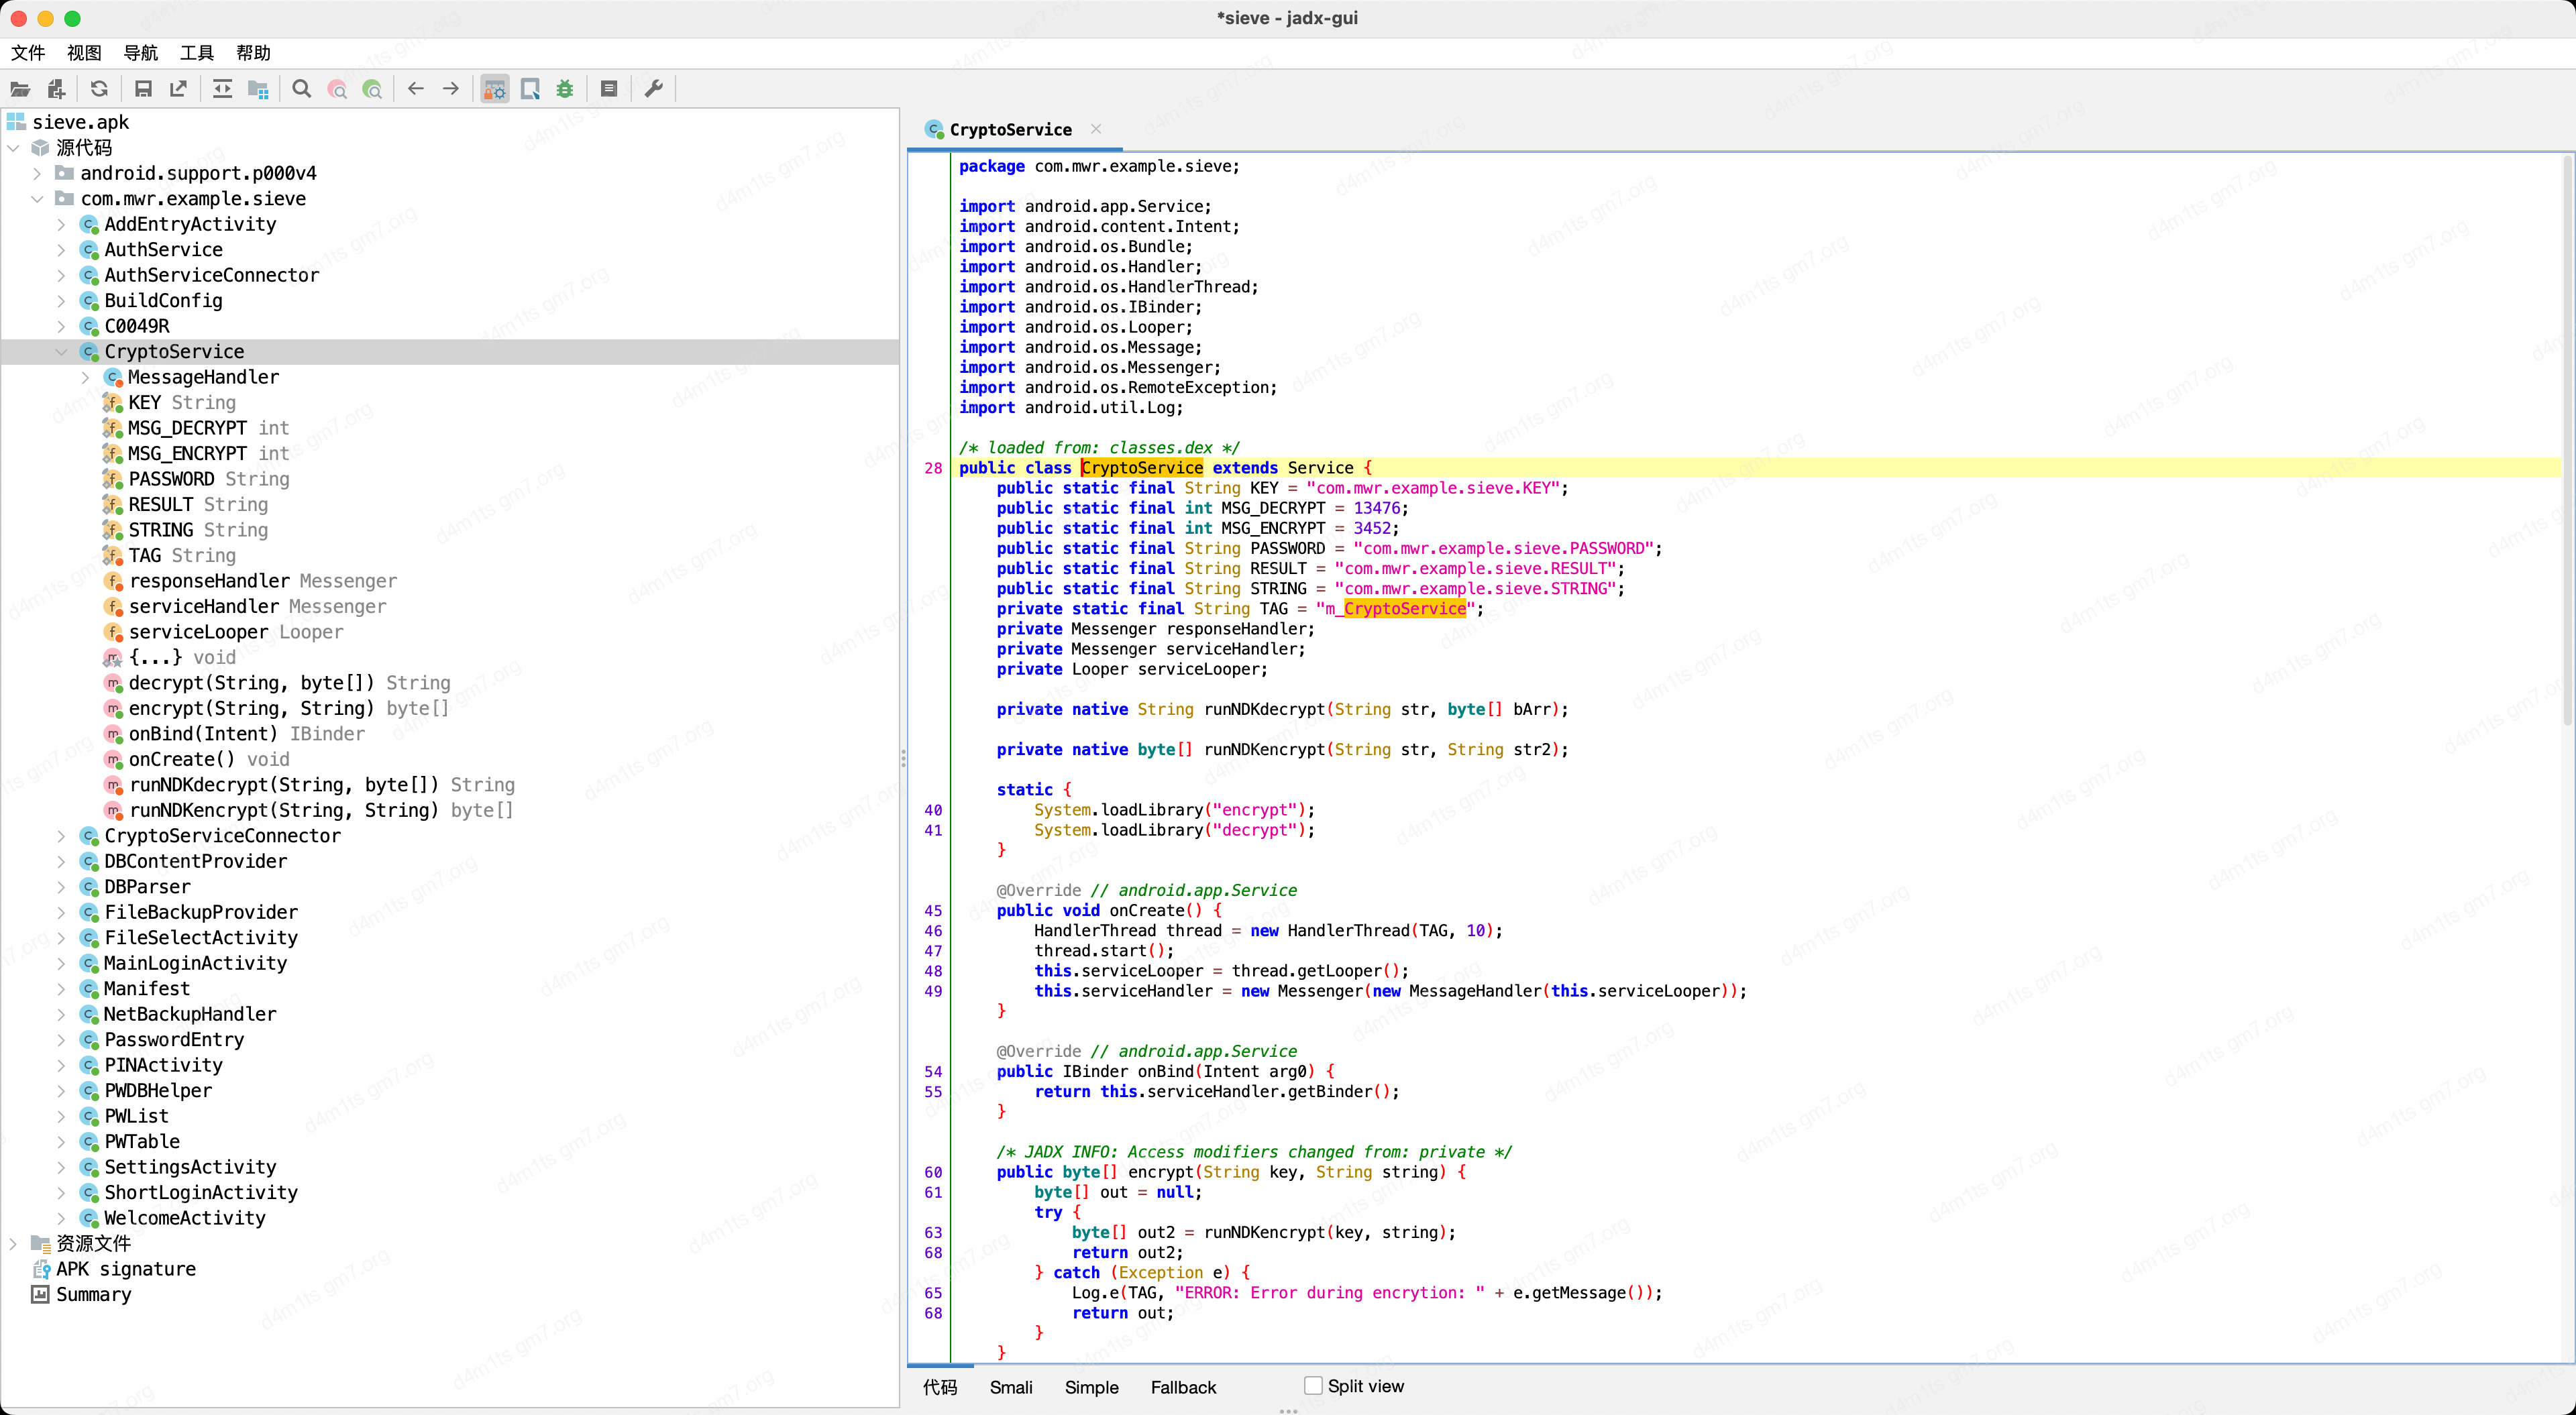 *sieve - jadx-gui
文件 视图 导航 工具 帮助
sieve.apk
源代码
android.support.p000v4
com.mwr.example.sieve
AddEntryActivity
AuthService
AuthServiceConnector
BuildConfig
C0049R
CryptoService
MessageHandler
KEY String
MSG_DECRYPT int
MSG_ENCRYPT int
PASSWORD String
RESULT String
STRING String
TAG String
responseHandler Messenger
serviceHandler Messenger
serviceLooper Looper
{...} void
decrypt(String, byte[]) String
encrypt(String, String) byte[]
onBind(Intent) IBinder
onCreate() void
runNDKdecrypt(String, byte[]) String
runNDKencrypt(String, String) byte[]
CryptoServiceConnector
DBContentProvider
DBParser
FileBackupProvider
FileSelectActivity
MainLoginActivity
Manifest
NetBackupHandler
PasswordEntry
PINActivity
PWDBHelper
PWList
PWTable
SettingsActivity
ShortLoginActivity
WelcomeActivity
资源文件
APK signature
Summary
CryptoService
package com.mwr.example.sieve;
import android.app.Service;
import android.content.Intent;
import android.os.Bundle;
import android.os.Handler;
import android.os.HandlerThread;
import android.os.IBinder;
import android.os.Looper;
import android.os.Message;
import android.os.Messenger;
import android.os.RemoteException;
import android.util.Log;
/* loaded from: classes.dex */
28 public class CryptoService extends Service {
public static final String KEY = "com.mwr.example.sieve.KEY";
public static final int MSG_DECRYPT = 13476;
public static final int MSG_ENCRYPT = 3452;
public static final String PASSWORD = "com.mwr.example.sieve.PASSWORD";
public static final String RESULT = "com.mwr.example.sieve.RESULT";
public static final String STRING = "com.mwr.example.sieve.STRING";
private static final String TAG = "m_CryptoService";
private Messenger responseHandler;
private Messenger serviceHandler;
private Looper serviceLooper;
private native String runNDKdecrypt(String str, byte[] bArr);
private native byte[] runNDKencrypt(String str, String str2);
static {
40 System.loadLibrary("encrypt");
41 System.loadLibrary("decrypt");
}
@Override // android.app.Service
45 public void onCreate() {
46 HandlerThread thread = new HandlerThread(TAG, 10);
47 thread.start();
48 this.serviceLooper = thread.getLooper();
49 this.serviceHandler = new Messenger(new MessageHandler(this.serviceLooper));
}
@Override // android.app.Service
54 public IBinder onBind(Intent arg0) {
55 return this.serviceHandler.getBinder();
}
/* JADX INFO: Access modifiers changed from: private */
60 public byte[] encrypt(String key, String string) {
61 byte[] out = null;
try {
63 byte[] out2 = runNDKencrypt(key, string);
68 return out2;
} catch (Exception e) {
65 Log.e(TAG, "ERROR: Error during encrytion: " + e.getMessage());
68 return out;
}
}
代码 Smali Simple Fallback Split view
d4m1ts gm7.org